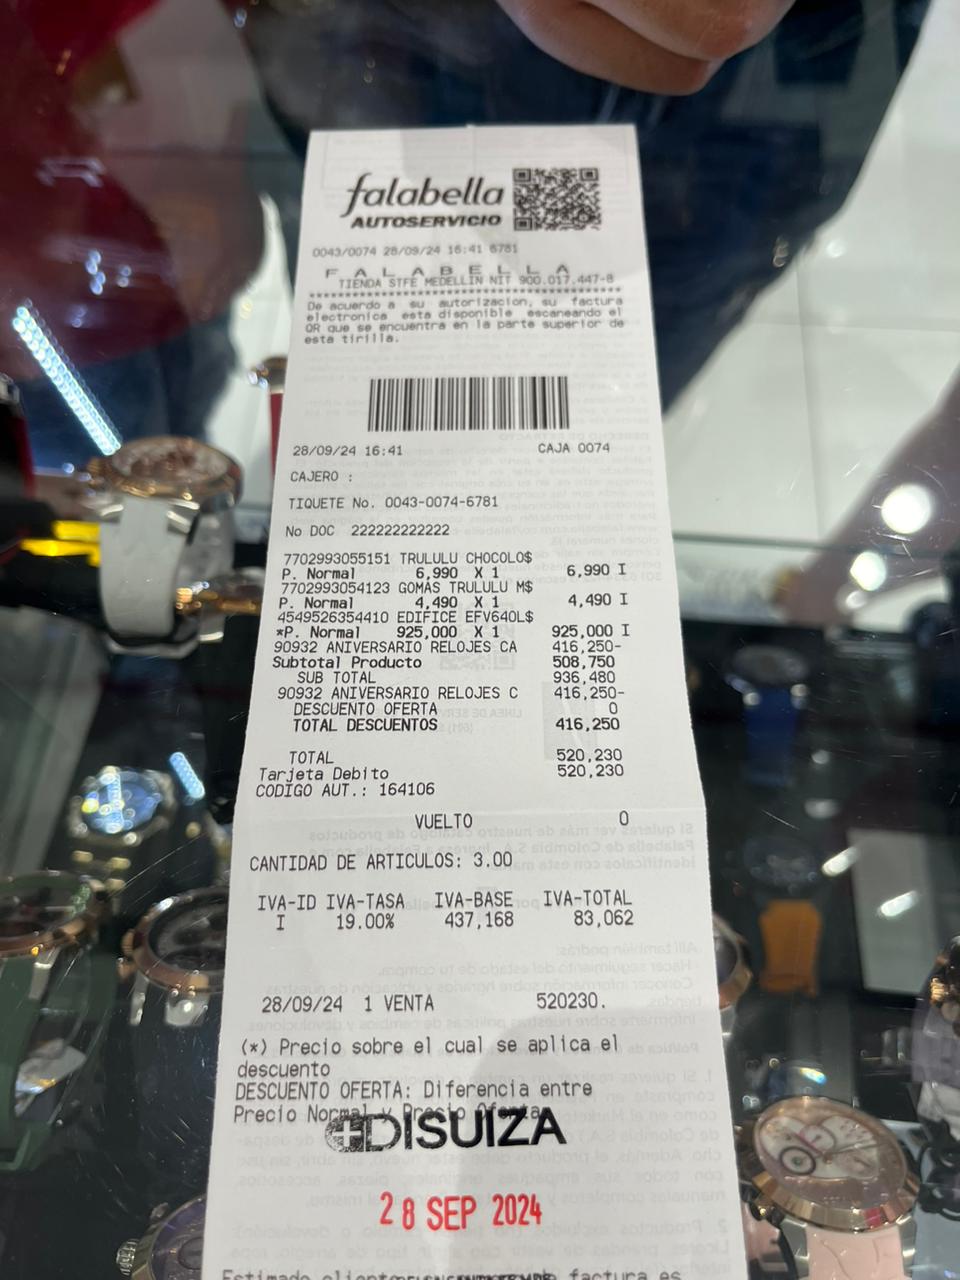 falabella
AUTOSERVICIO
0043/0074 28/09/24 16:41 6781
F A L A B E L L A
TIENDA STFE MEDELLIN NIT 900.017.447-8
****************************************
De acuerdo a su autorizacion, su factura
electronica esta disponible escaneando el
QR que se encuentra en la parte superior de
esta tirilla.
28/09/24 16:41 CAJA 0074
CAJERO :
TIQUETE No. 0043-0074-6781
No DOC 222222222222
7702993055151 TRULULU CHOCOLO$
P. Normal 6,990 X 1 6,990 I
7702993054123 GOMAS TRULULU M$
P. Normal 4,490 X 1 4,490 I
4549526354410 EDIFICE EFV640L$
*P. Normal 925,000 X 1 925,000 I
90932 ANIVERSARIO RELOJES CA 416,250-
Subtotal Producto 508,750
SUB TOTAL 936,480
90932 ANIVERSARIO RELOJES C 416,250-
DESCUENTO OFERTA 0
TOTAL DESCUENTOS 416,250
TOTAL 520,230
Tarjeta Debito 520,230
CODIGO AUT.: 164106
VUELTO 0
CANTIDAD DE ARTICULOS: 3.00
IVA-ID IVA-TASA IVA-BASE IVA-TOTAL
I 19.00% 437,168 83,062
28/09/24 1 VENTA 520230.
(*) Precio sobre el cual se aplica el
descuento
DESCUENTO OFERTA: Diferencia entre
Precio Normal y Precio Oferta
DISUIZA
28 SEP 2024
Estimado cliente factura es